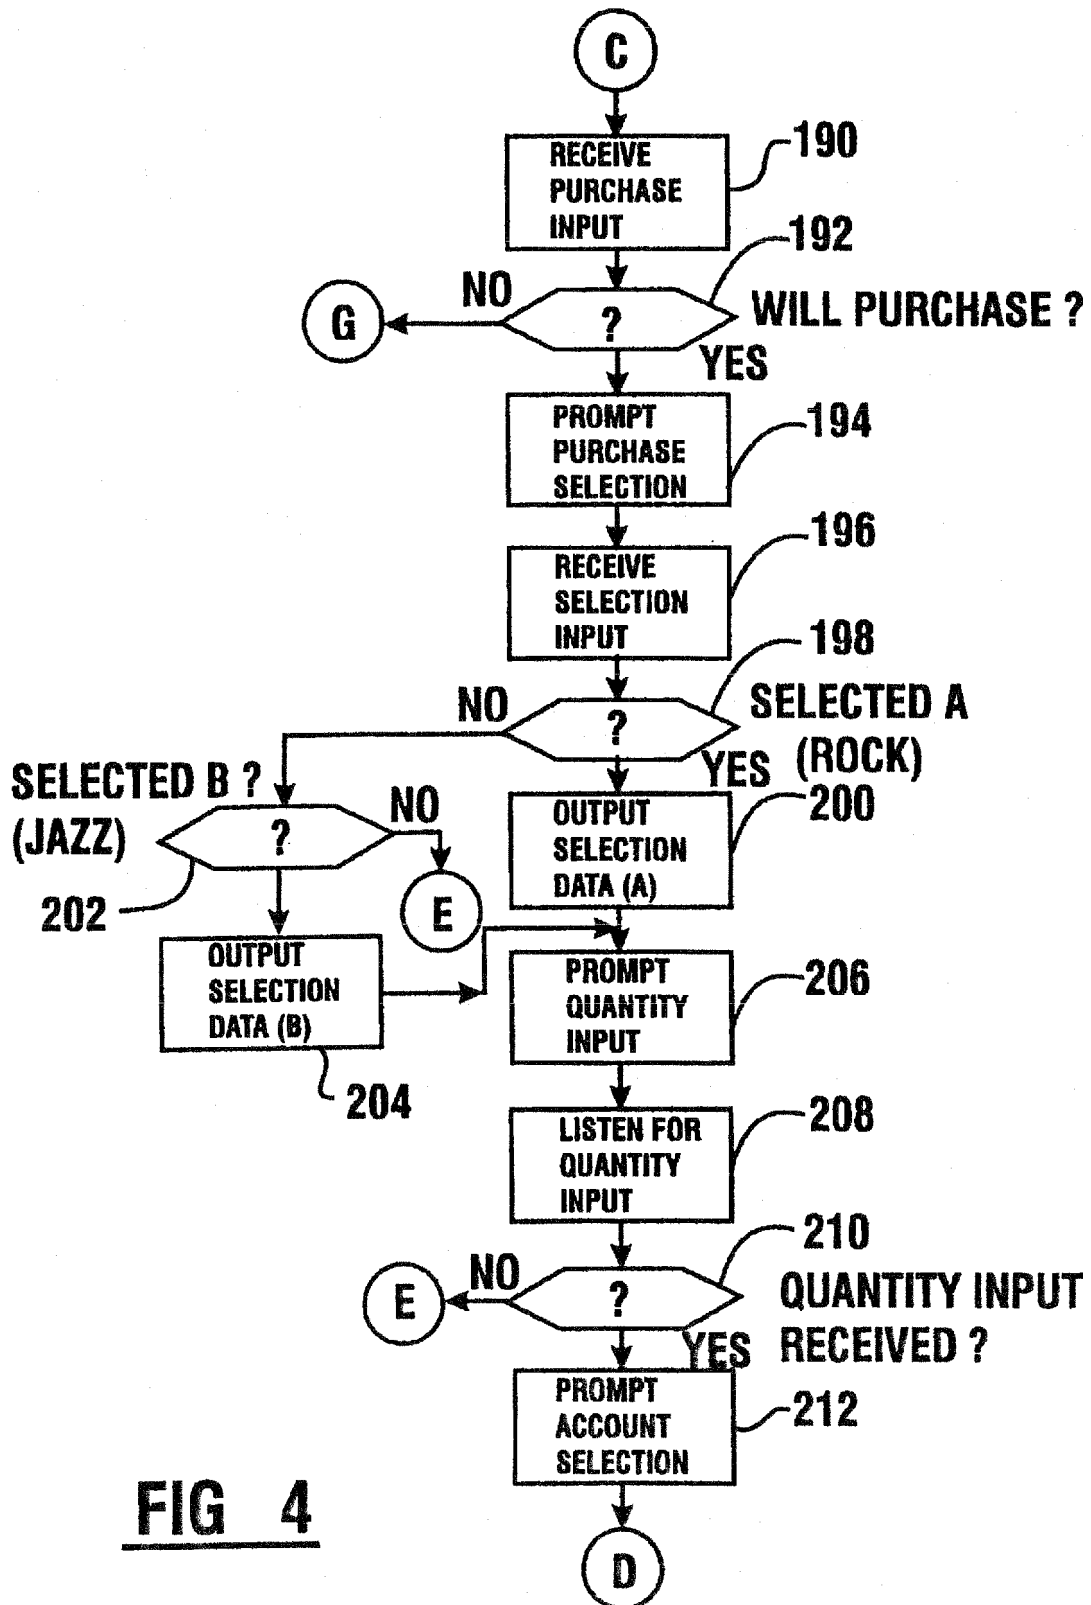 C
RECEIVE
PURCHASE
INPUT
190
192
NO
G
?
WILL PURCHASE ?
YES
PROMPT
PURCHASE
SELECTION
194
RECEIVE
SELECTION
INPUT
196
198
NO
?
SELECTED A
(ROCK)
YES
SELECTED B ?
(JAZZ)
?
NO
202
E
OUTPUT
SELECTION
DATA (A)
200
OUTPUT
SELECTION
DATA (B)
204
PROMPT
QUANTITY
INPUT
206
LISTEN FOR
QUANTITY
INPUT
208
210
E
NO
?
QUANTITY INPUT
RECEIVED ?
YES
PROMPT
ACCOUNT
SELECTION
212
FIG 4
D